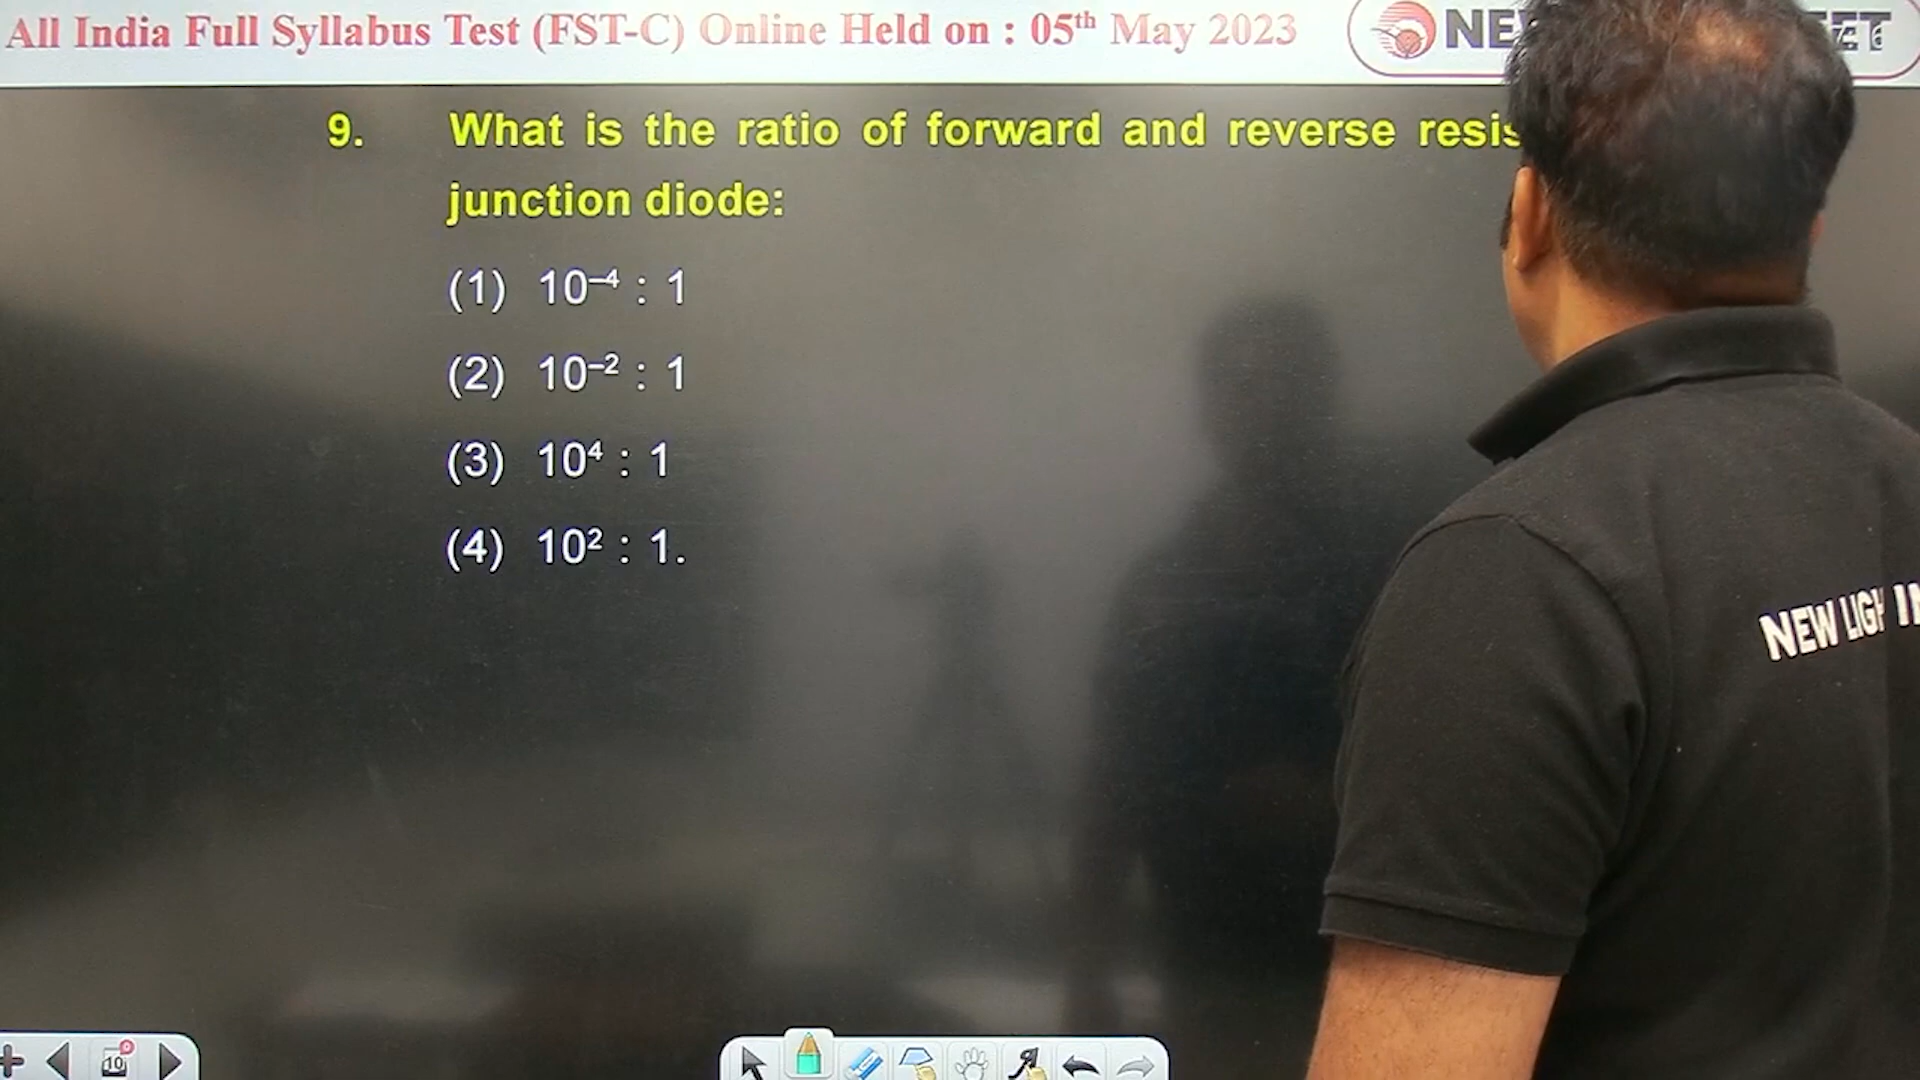 All India Full Syllabus Test (FST-C) Online Held on : 05th May 2023
9. What is the ratio of forward and reverse
junction diode:
(1) 10⁻⁴ : 1
(2) 10⁻² : 1
(3) 10⁴ : 1
(4) 10² : 1.
NEW
10